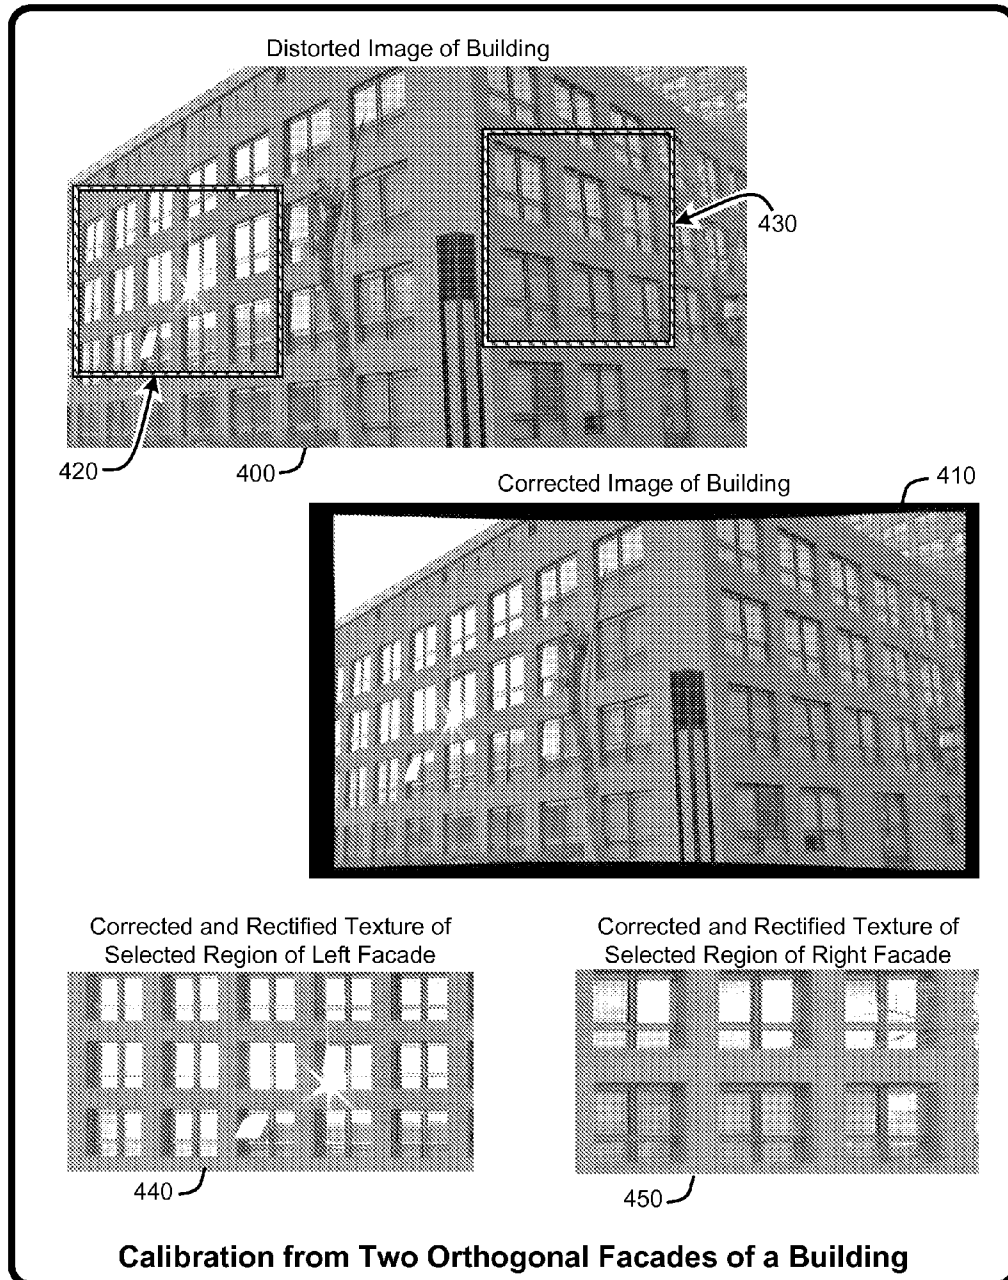 Distorted Image of Building
430
420
400
Corrected Image of Building
410
Corrected and Rectified Texture of
Selected Region of Left Facade
Corrected and Rectified Texture of
Selected Region of Right Facade
440
450
Calibration from Two Orthogonal Facades of a Building